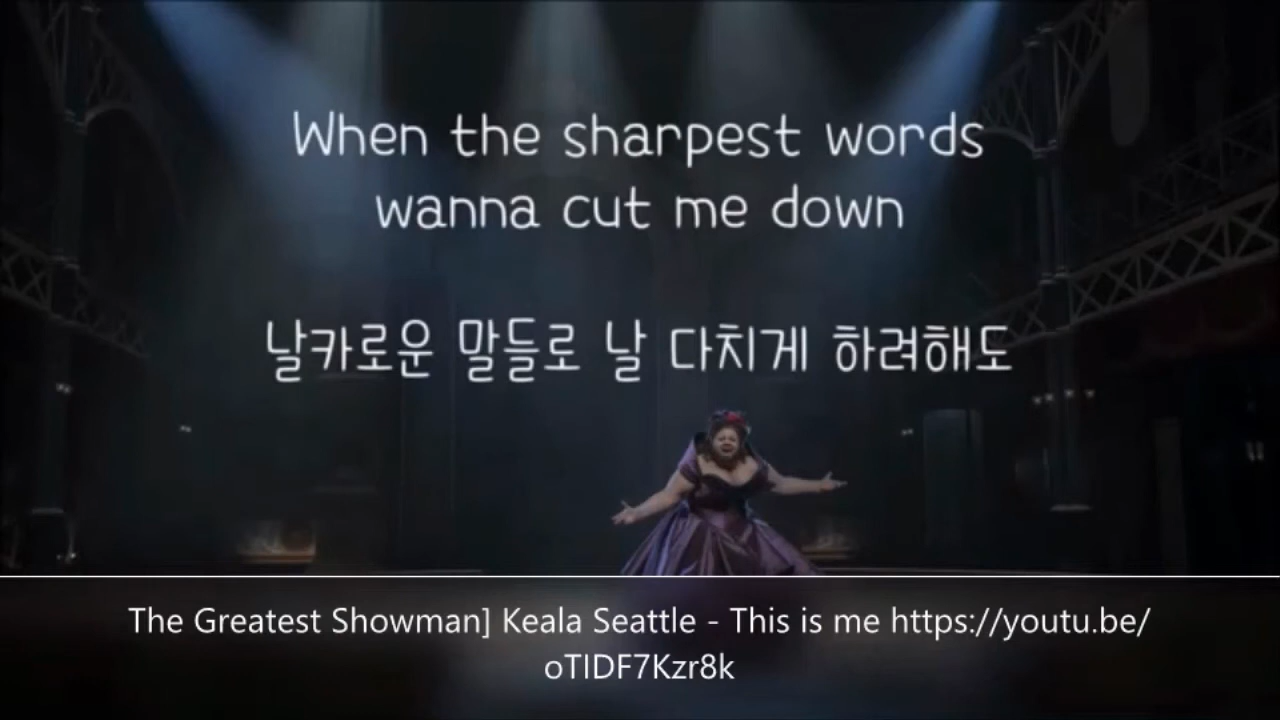 When the sharpest words
wanna cut me down
날카로운 말들로 날 다치게 하려해도
The Greatest Showman] Keala Seattle - This is me https://youtu.be/
oTIDF7Kzr8k